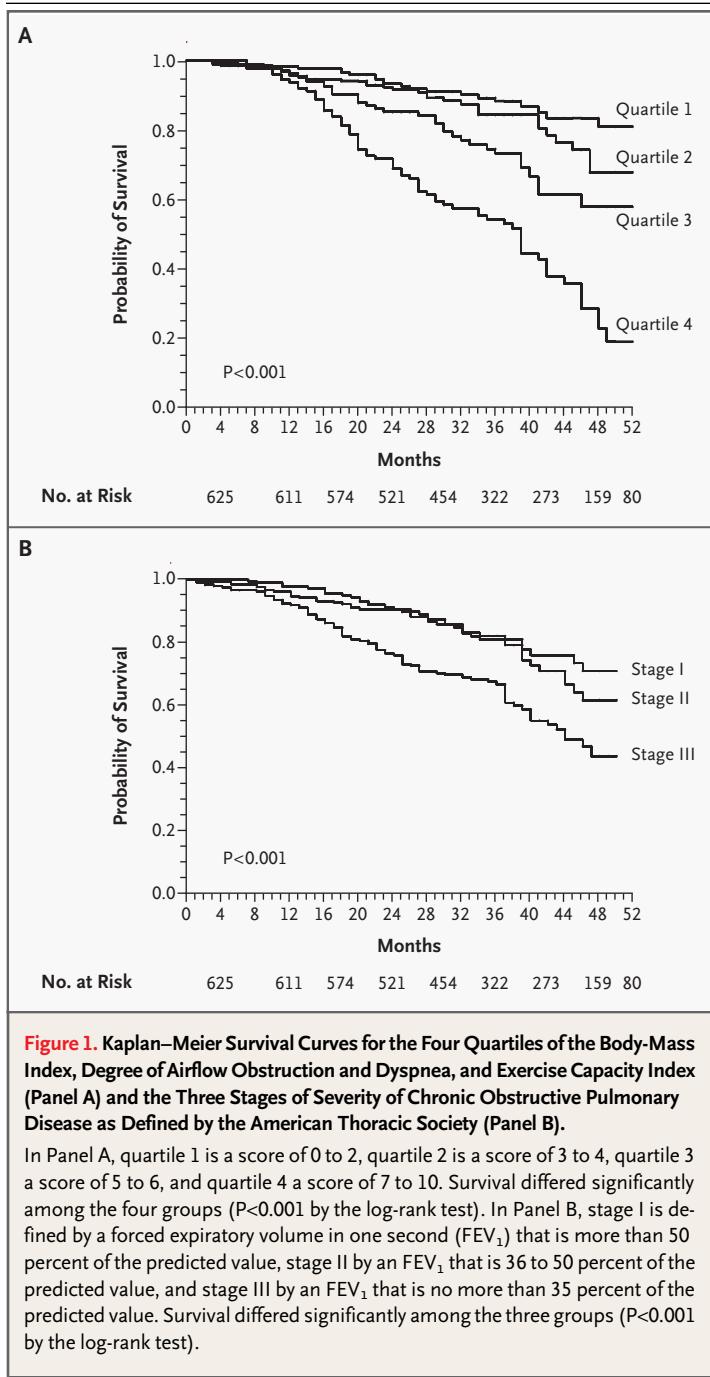 A
1.0
0.8
0.6
0.4
0.2
0.0
Probability of Survival
Quartile 1
Quartile 2
Quartile 3
Quartile 4
P<0.001
0 4 8 12 16 20 24 28 32 36 40 44 48 52
Months
No. at Risk 625 611 574 521 454 322 273 159 80
B
1.0
0.8
0.6
0.4
0.2
0.0
Probability of Survival
Stage I
Stage II
Stage III
P<0.001
0 4 8 12 16 20 24 28 32 36 40 44 48 52
Months
No. at Risk 625 611 574 521 454 322 273 159 80
Figure 1. Kaplan–Meier Survival Curves for the Four Quartiles of the Body-Mass
Index, Degree of Airflow Obstruction and Dyspnea, and Exercise Capacity Index
(Panel A) and the Three Stages of Severity of Chronic Obstructive Pulmonary
Disease as Defined by the American Thoracic Society (Panel B).
In Panel A, quartile 1 is a score of 0 to 2, quartile 2 is a score of 3 to 4, quartile 3
a score of 5 to 6, and quartile 4 a score of 7 to 10. Survival differed significantly
among the four groups (P<0.001 by the log-rank test). In Panel B, stage I is de-
fined by a forced expiratory volume in one second (FEV₁) that is more than 50
percent of the predicted value, stage II by an FEV₁ that is 36 to 50 percent of the
predicted value, and stage III by an FEV₁ that is no more than 35 percent of the
predicted value. Survival differed significantly among the three groups (P<0.001
by the log-rank test).